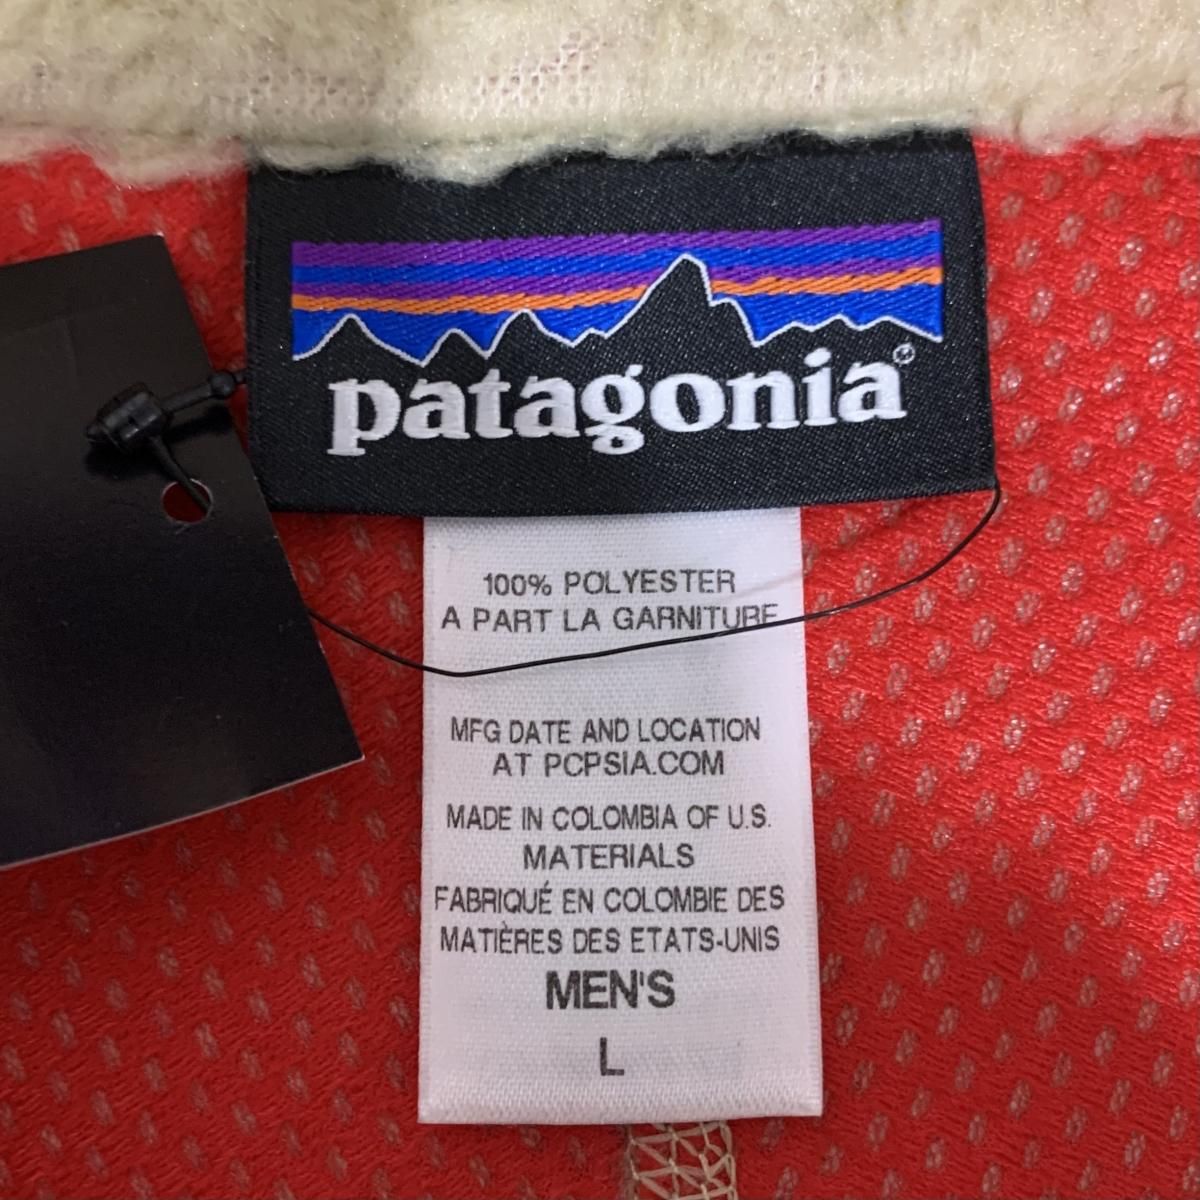 patagonia®
100% POLYESTER
A PART LA GARNITURE
MFG DATE AND LOCATION
AT PCPSIA.COM
MADE IN COLOMBIA OF U.S.
MATERIALS
FABRIQUÉ EN COLOMBIE DES
MATIÈRES DES ETATS-UNIS
MEN'S
L